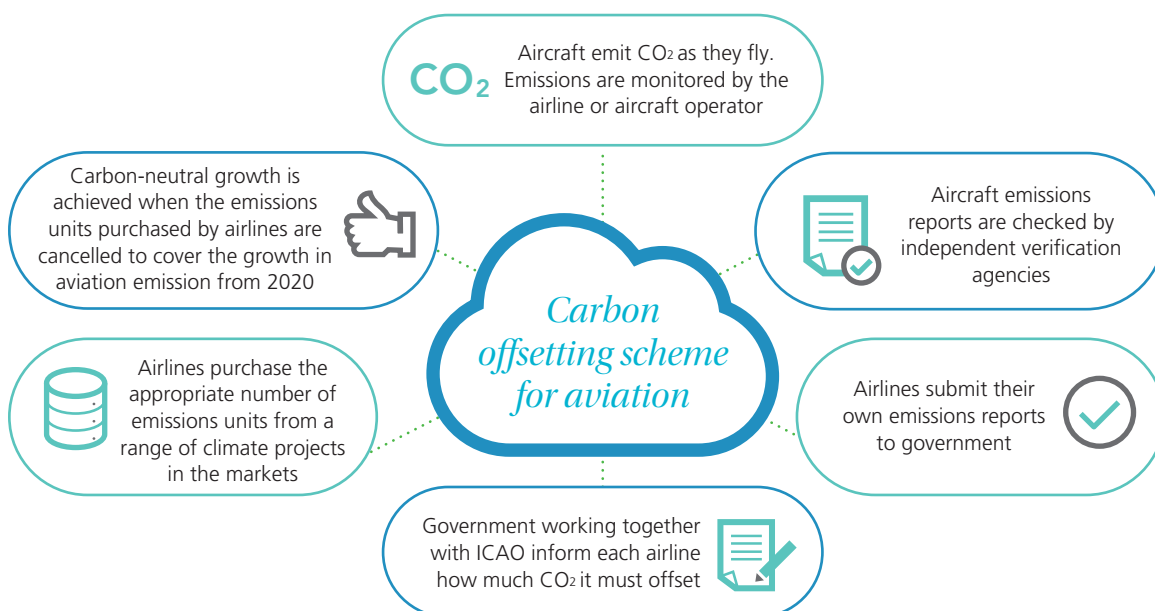 CO₂
Aircraft emit CO₂ as they fly.
Emissions are monitored by the
airline or aircraft operator
Aircraft emissions
reports are checked by
independent verification
agencies
Airlines submit their
own emissions reports
to government
Government working together
with ICAO inform each airline
how much CO₂ it must offset
Airlines purchase the
appropriate number of
emissions units from a
range of climate projects
in the markets
Carbon-neutral growth is
achieved when the emissions
units purchased by airlines are
cancelled to cover the growth in
aviation emission from 2020
Carbon
offsetting scheme
for aviation